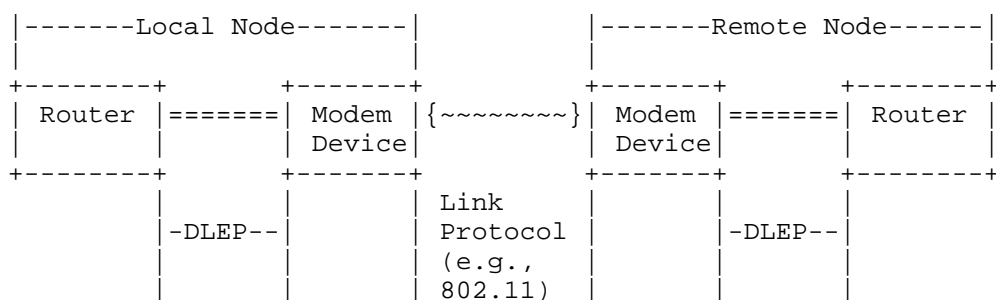 |-------Local Node-------|          |-------Remote Node------|
|                        |          |                        |
+--------+       +-------+          +-------+       +--------+
| Router |=======| Modem |{~~~~~~~~}| Modem |=======| Router |
|        |       | Device|          | Device|       |        |
+--------+       +-------+          +-------+       +--------+
         |       |       | Link     |       |       |
         |-DLEP--|       | Protocol |       |-DLEP--|
         |       |       | (e.g.,   |       |       |
         |       |       | 802.11)  |       |       |